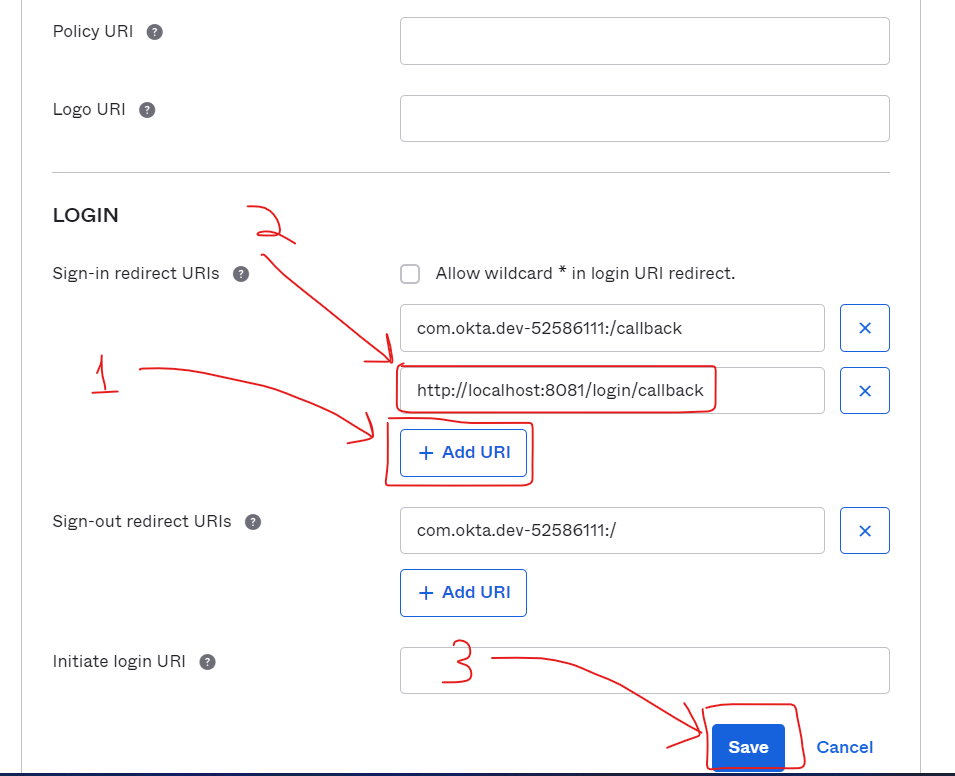 Policy URI ?
Logo URI ?
LOGIN
2
Sign-in redirect URIs ?
Allow wildcard * in login URI redirect.
com.okta.dev-52586111:/callback
1
http://localhost:8081/login/callback
+ Add URI
Sign-out redirect URIs ?
com.okta.dev-52586111:/
+ Add URI
Initiate login URI ?
3
Save Cancel